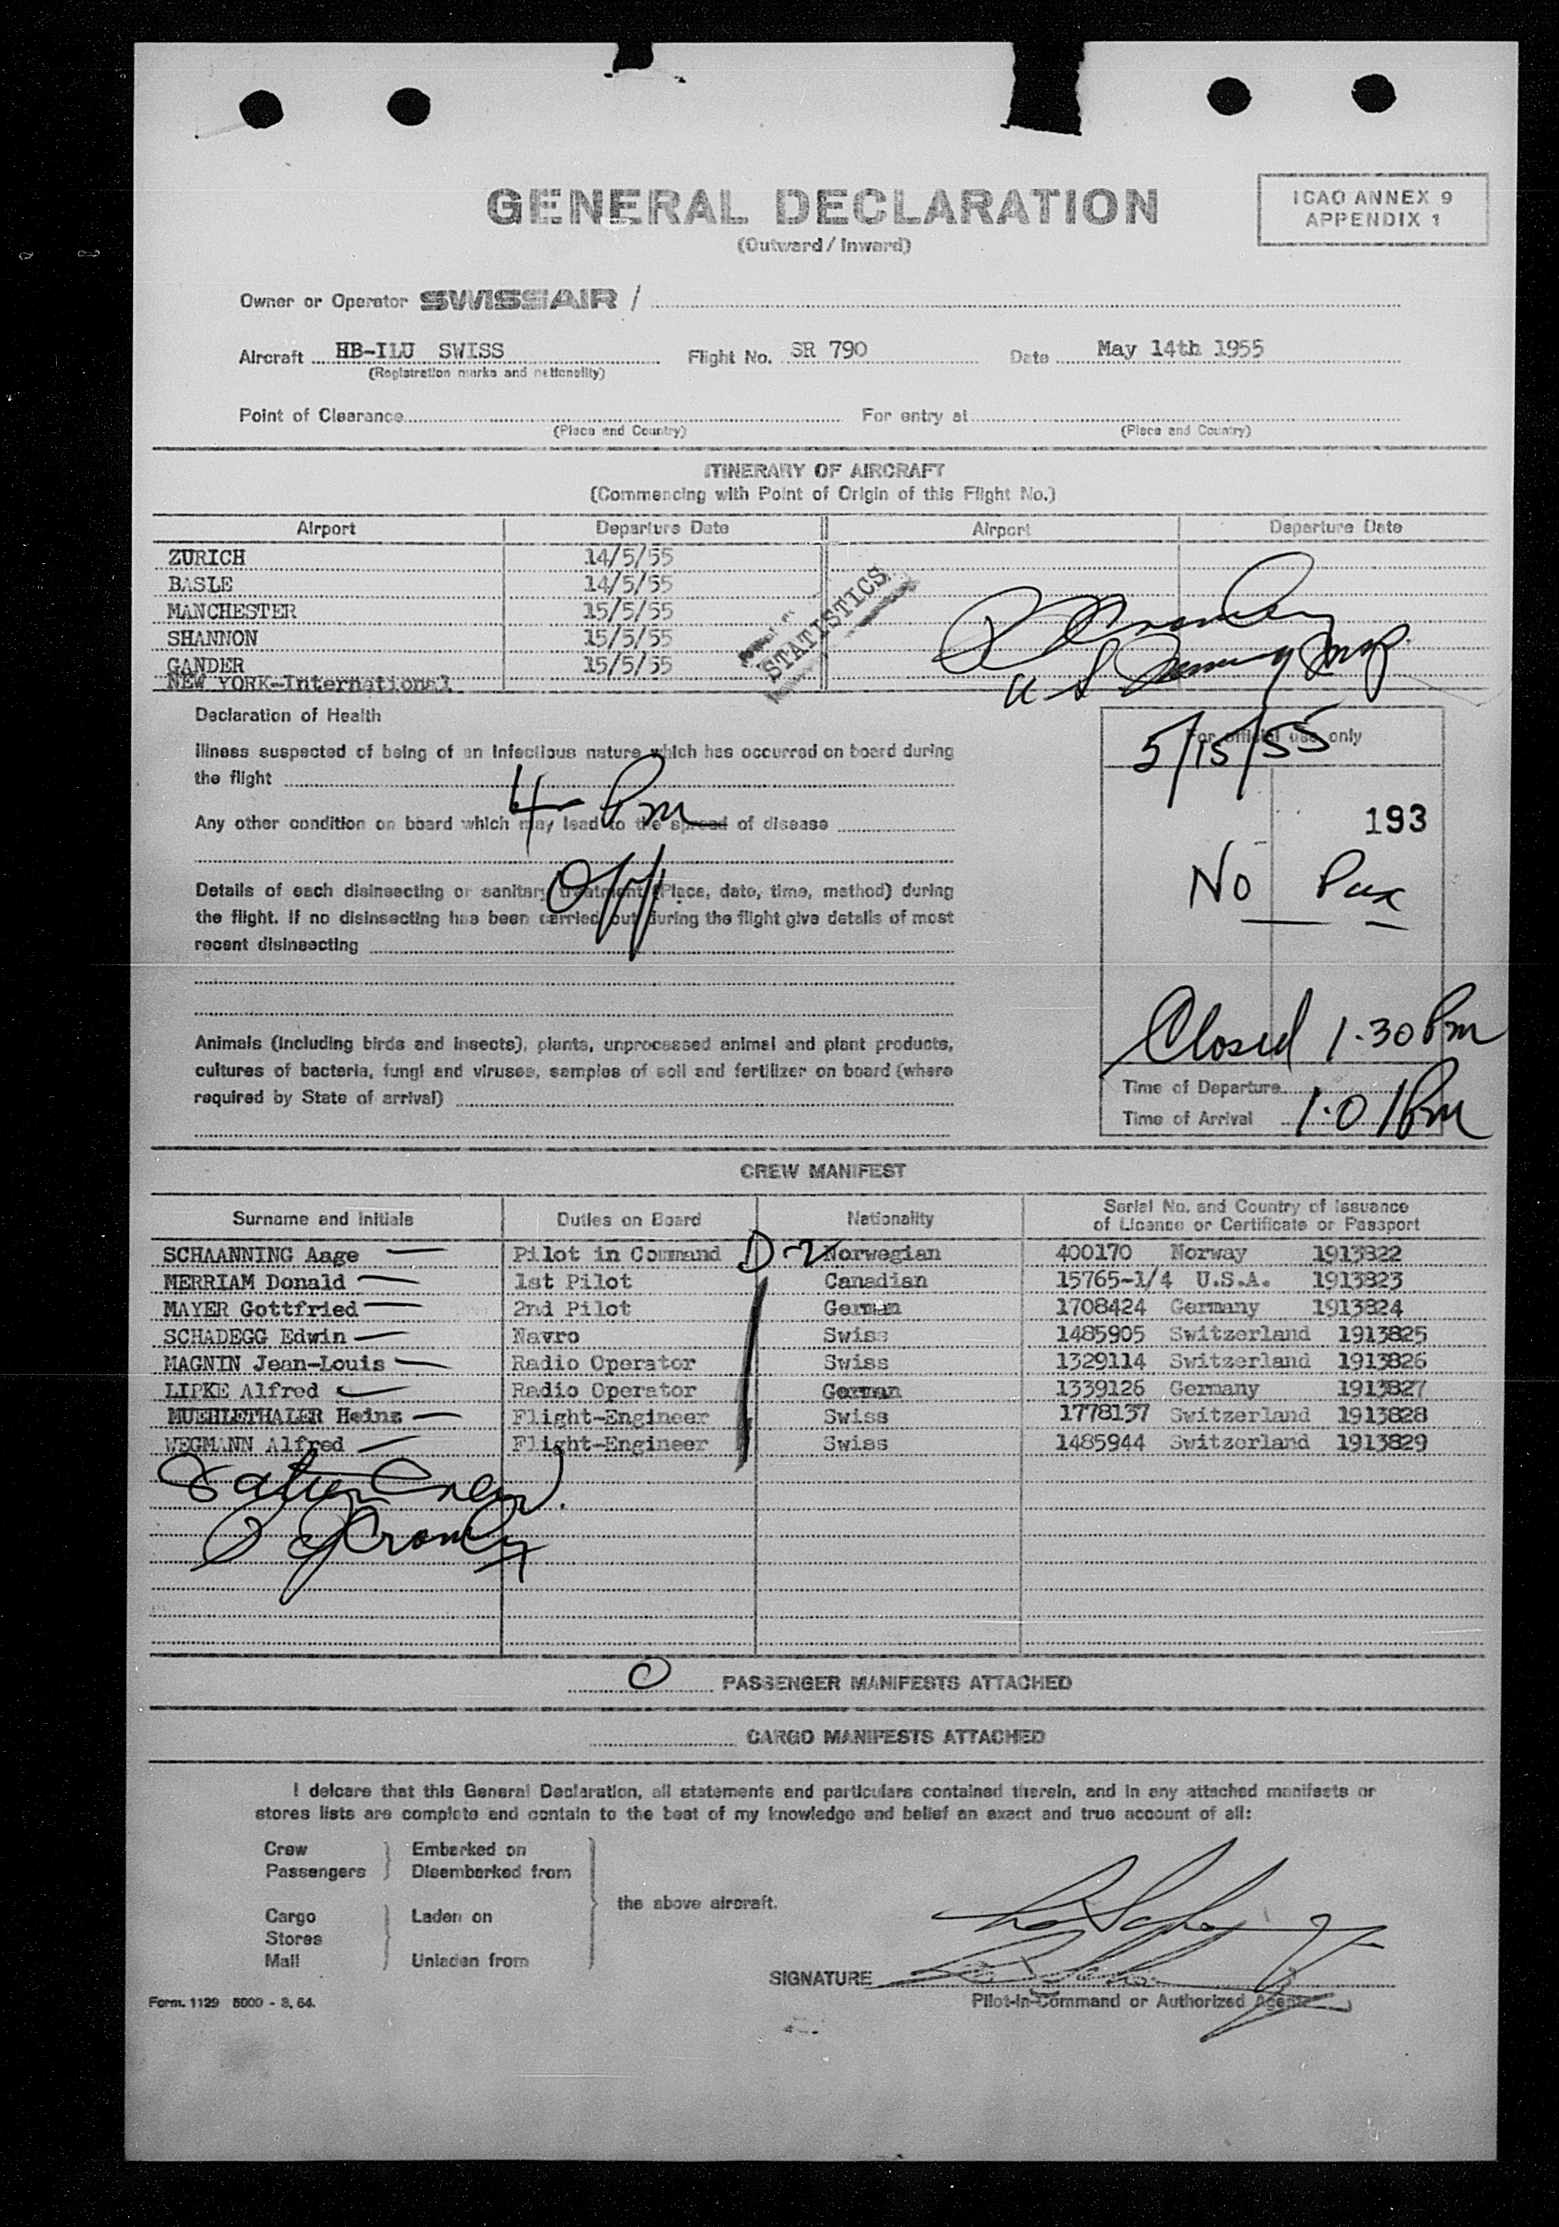 GENERAL DECLARATION
(Outward / Inward)
ICAO ANNEX 9
APPENDIX 1
Owner or Operator SWISSAIR /
Aircraft HB-ILU SWISS Flight No. SR 790 Date May 14th 1955
(Registration marks and nationality)
Point of Clearance For entry at
(Place and Country) (Place and Country)
ITINERARY OF AIRCRAFT
(Commencing with Point of Origin of this Flight No.)
Airport Departure Date Airport Departure Date
ZURICH 14/5/55
BASLE 14/5/55
MANCHESTER 15/5/55
SHANNON 15/5/55
GANDER 15/5/55
NEW YORK-International
STATISTICS
Declaration of Health
Illness suspected of being of an infectious nature which has occurred on board during
the flight
4 Pm
Any other condition on board which may lead to the spread of disease
Off.
Details of each disinsecting or sanitary treatment (Place, date, time, method) during
the flight. If no disinsecting has been carried out during the flight give details of most
recent disinsecting
Animals (including birds and insects), plants, unprocessed animal and plant products,
cultures of bacteria, fungi and viruses, samples of soil and fertilizer on board (where
required by State of arrival)
For official use only
5/15/55
193
No Pax
Closed 1.30 Pm
Time of Departure
Time of Arrival 1.01 Pm
CREW MANIFEST
Surname and Initials Duties on Board Nationality Serial No. and Country of Issuance
of Licence or Certificate or Passport
SCHAANNING Aage Pilot in Command D-2 Norwegian 400170 Norway 1913822
MERRIAM Donald 1st Pilot Canadian 15765-1/4 U.S.A. 1913823
MAYER Gottfried 2nd Pilot German 1708424 Germany 1913824
SCHADEGG Edwin Navro Swiss 1485905 Switzerland 1913825
MAGNIN Jean-Louis Radio Operator Swiss 1329114 Switzerland 1913826
LIPKE Alfred Radio Operator German 1339126 Germany 1913827
MUEHLETHALER Heinz Flight-Engineer Swiss 1778137 Switzerland 1913828
WEGMANN Alfred Flight-Engineer Swiss 1485944 Switzerland 1913829
0 PASSENGER MANIFESTS ATTACHED
CARGO MANIFESTS ATTACHED
I delcare that this General Declaration, all statements and particulars contained therein, and in any attached manifests or
stores lists are complete and contain to the best of my knowledge and belief an exact and true account of all:
Crew Embarked on
Passengers Disembarked from
the above aircraft.
Cargo Laden on
Stores
Mail Unladen from
SIGNATURE
Pilot-in-Command or Authorized Agent
Form. 1129 5000 - 3, 54.